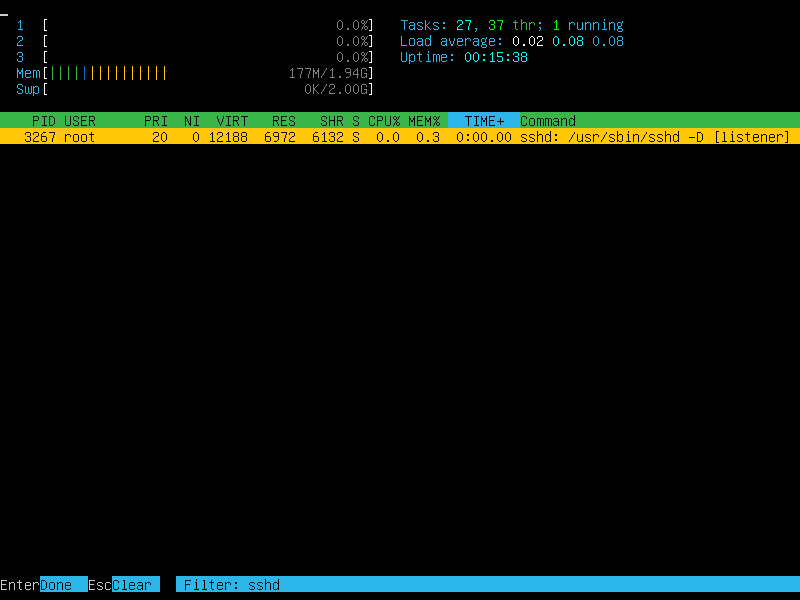 1 [ 0.0%] Tasks: 27, 37 thr; 1 running
2 [ 0.0%] Load average: 0.02 0.08 0.08
3 [ 0.0%] Uptime: 00:15:38
Mem[||||||||||||||| 177M/1.94G]
Swp[ 0K/2.00G]
PID USER PRI NI VIRT RES SHR S CPU% MEM% TIME+ Command
3267 root 20 0 12188 6972 6132 S 0.0 0.3 0:00.00 sshd: /usr/sbin/sshd -D [listener]
EnterDone EscClear Filter: sshd